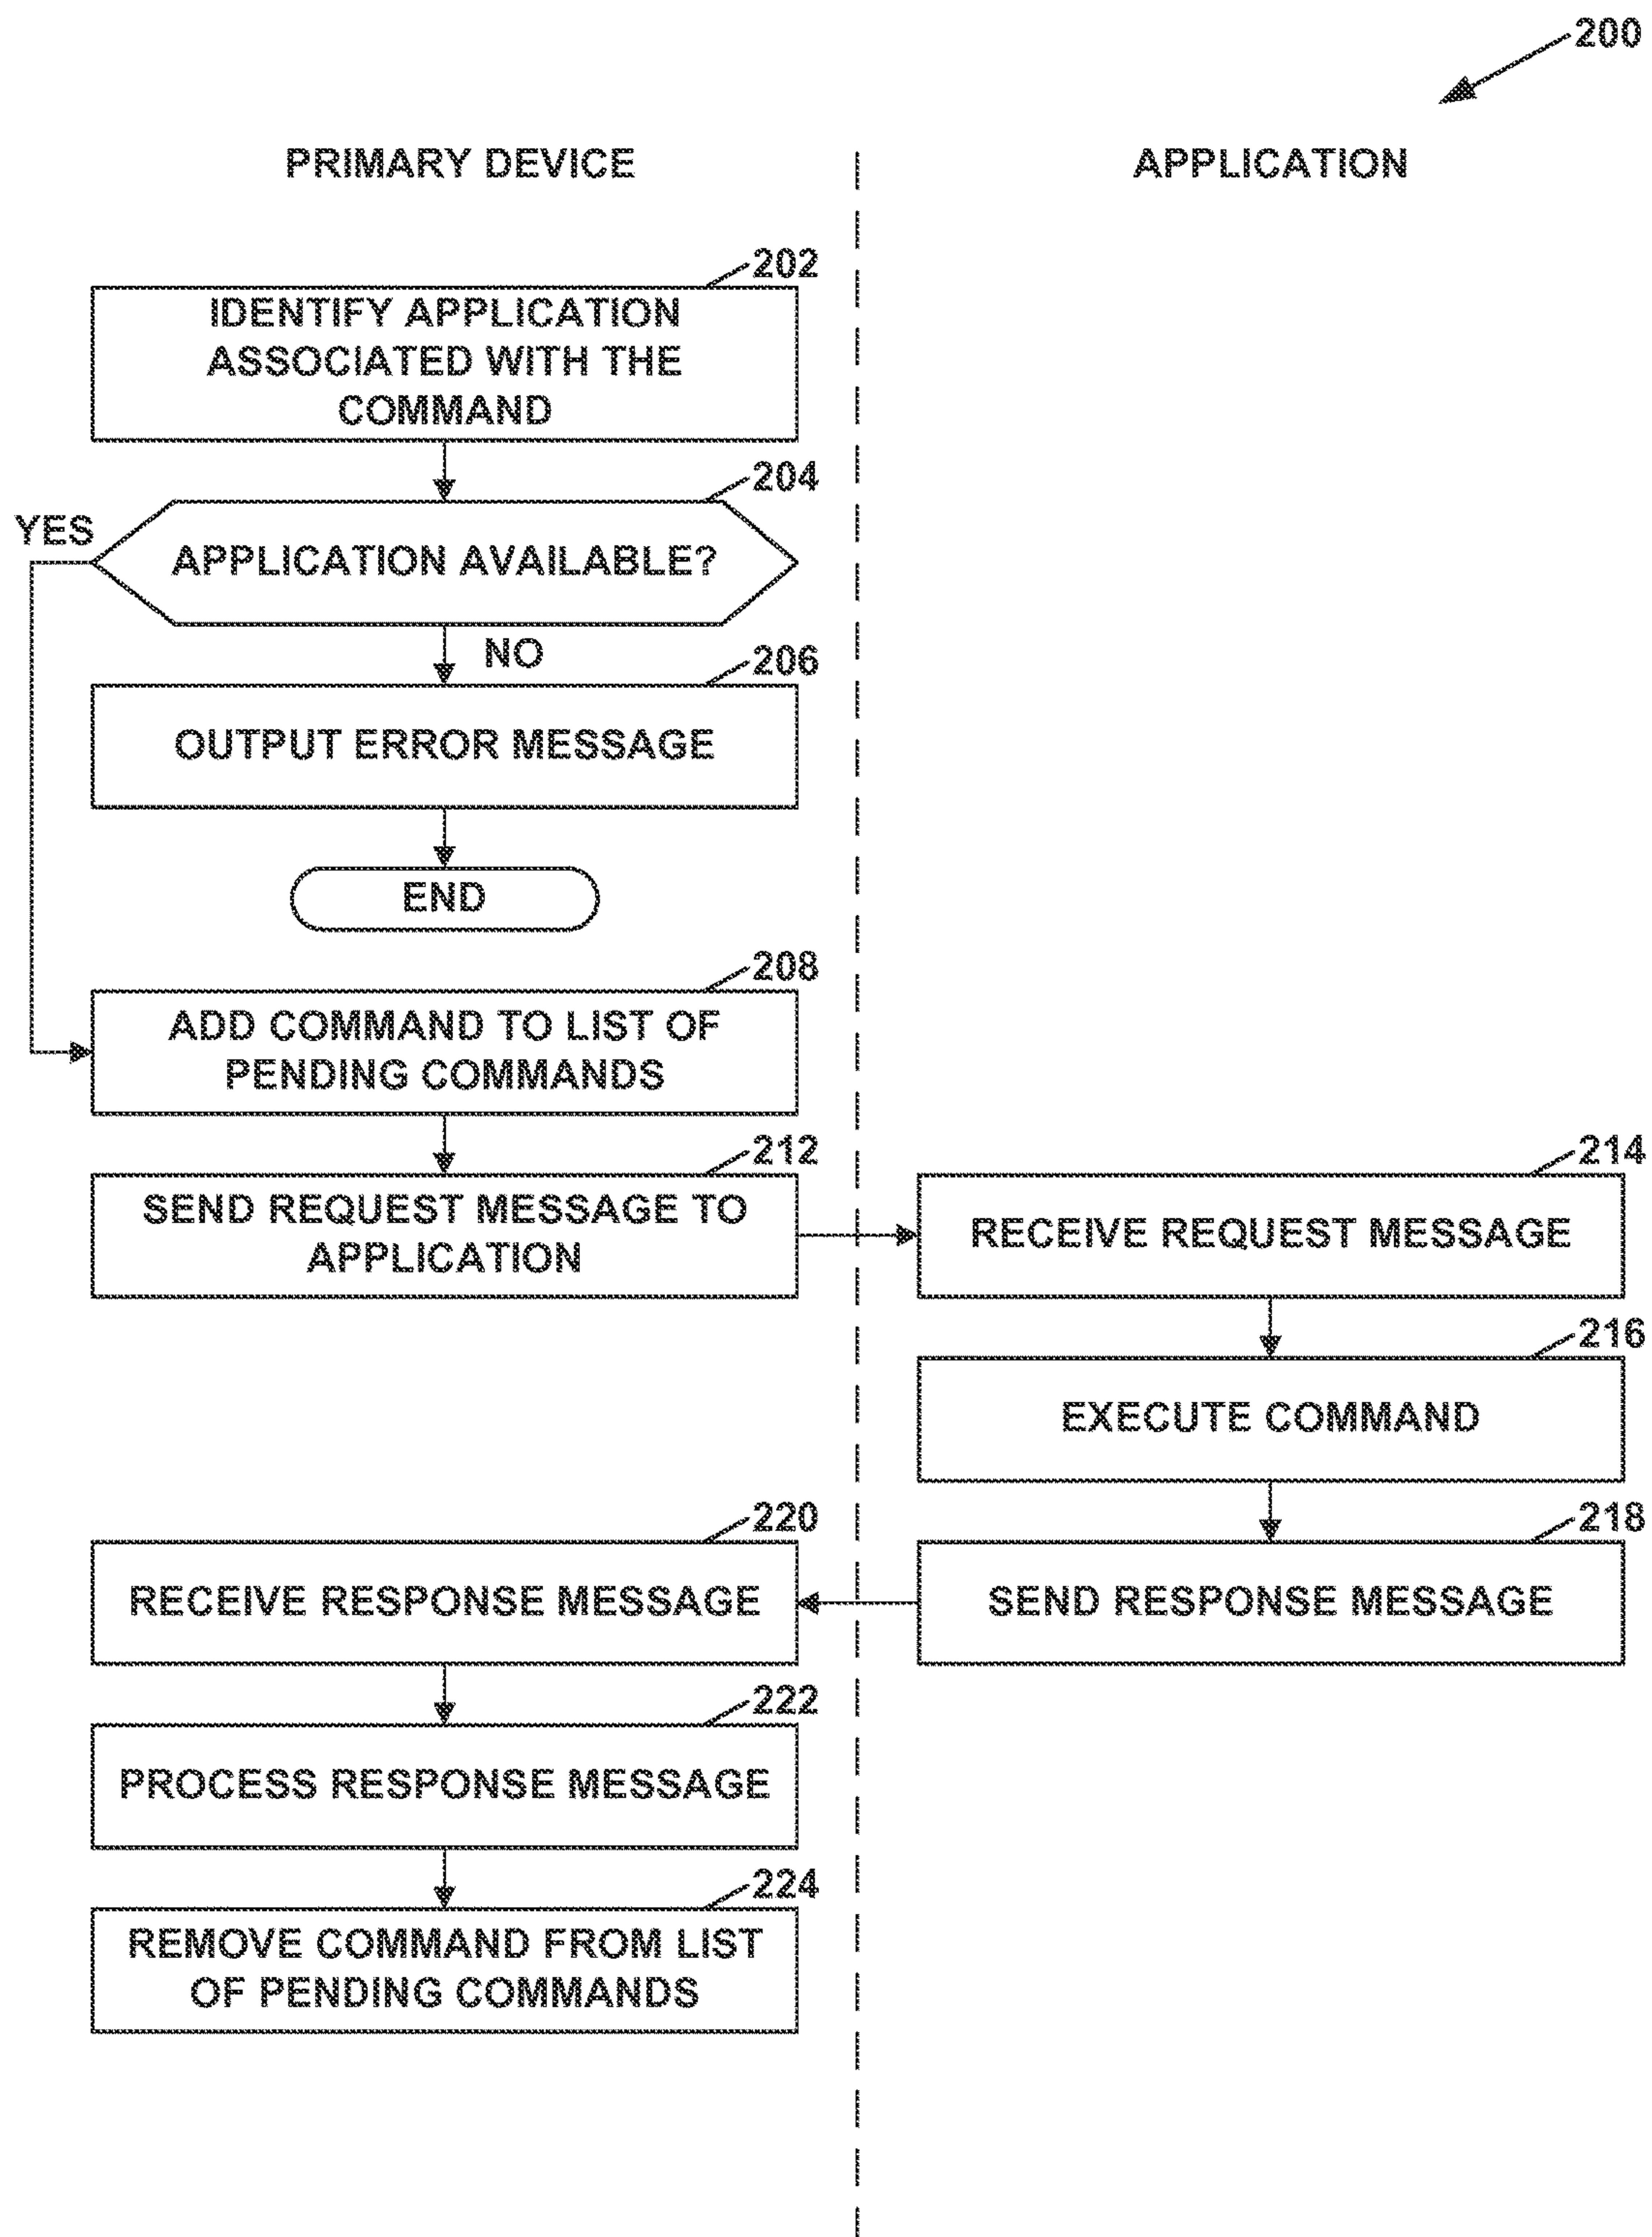 200
PRIMARY DEVICE
APPLICATION
202
IDENTIFY APPLICATION
ASSOCIATED WITH THE
COMMAND
204
YES
APPLICATION AVAILABLE?
NO
206
OUTPUT ERROR MESSAGE
END
208
ADD COMMAND TO LIST OF
PENDING COMMANDS
212
SEND REQUEST MESSAGE TO
APPLICATION
214
RECEIVE REQUEST MESSAGE
216
EXECUTE COMMAND
218
SEND RESPONSE MESSAGE
220
RECEIVE RESPONSE MESSAGE
222
PROCESS RESPONSE MESSAGE
224
REMOVE COMMAND FROM LIST
OF PENDING COMMANDS